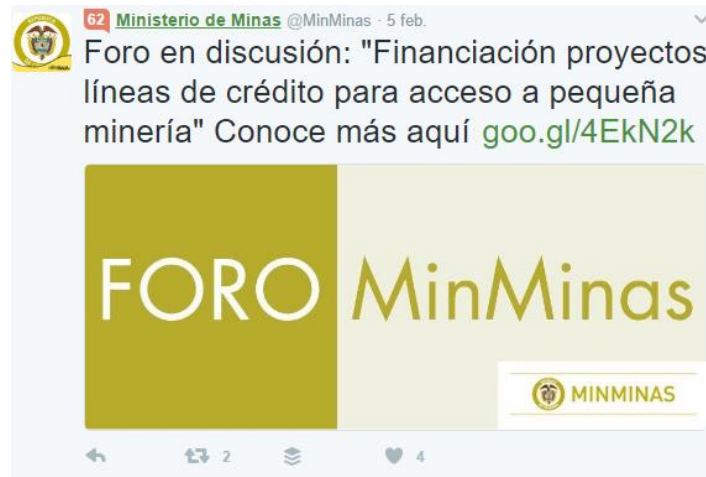 62 Ministerio de Minas @MinMinas · 5 feb.
Foro en discusión: "Financiación proyectos
líneas de crédito para acceso a pequeña
minería" Conoce más aquí goo.gl/4EkN2k
FORO MinMinas
MINMINAS
2 4